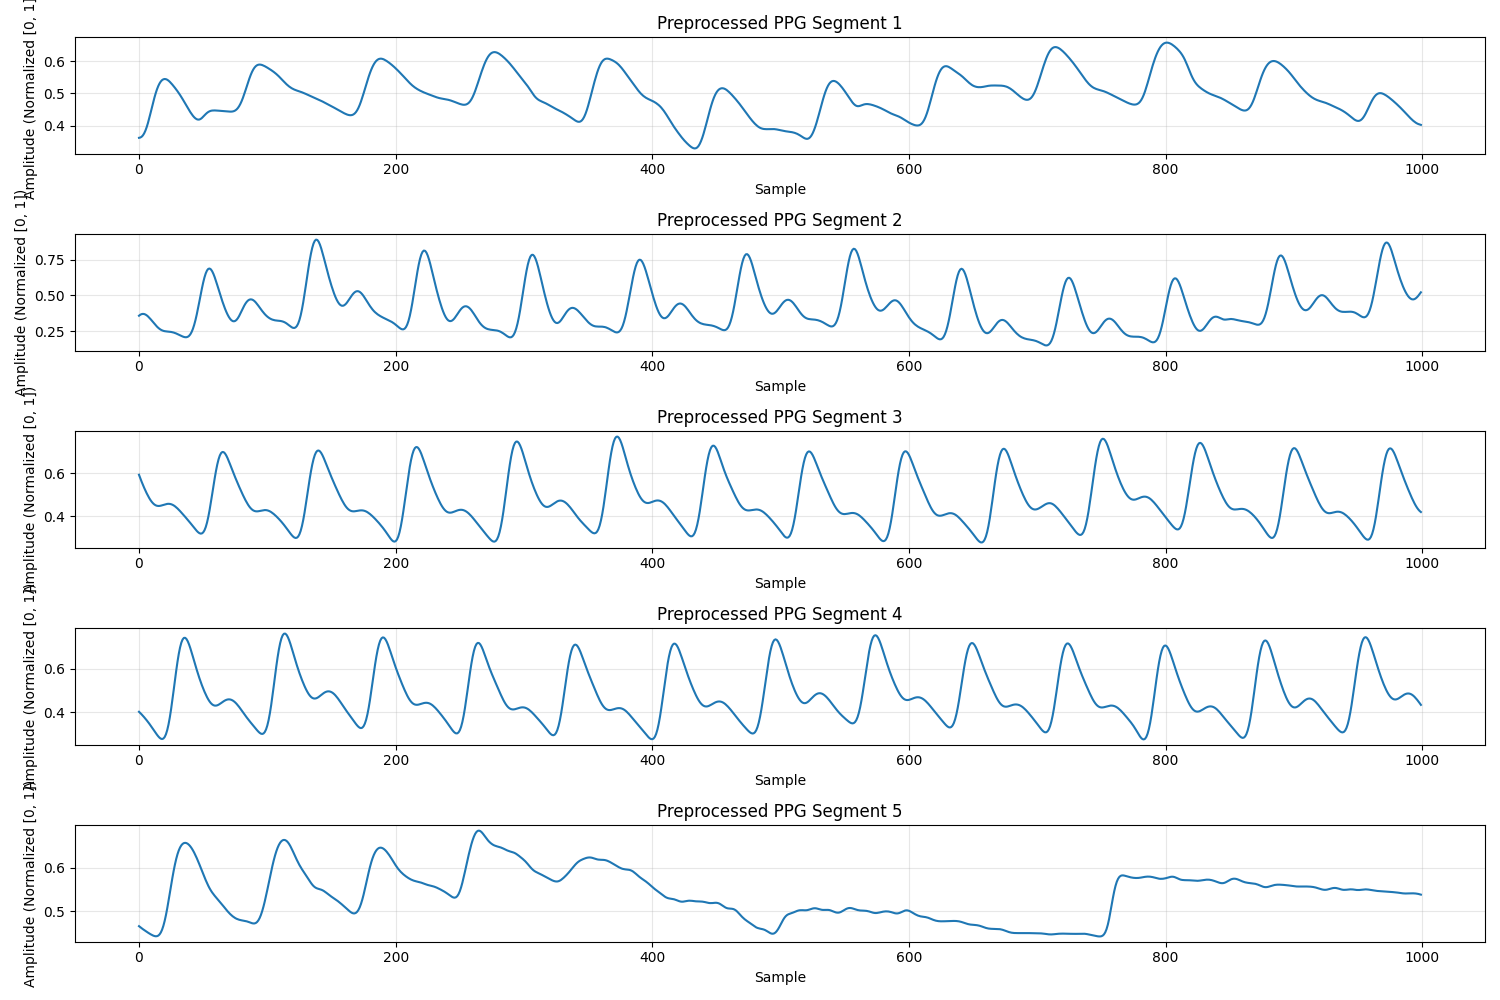 Preprocessed PPG Segment 1
Amplitude (Normalized [0, 1])
0.6
0.5
0.4
0 200 400 600 800 1000
Sample
Preprocessed PPG Segment 2
Amplitude (Normalized [0, 1])
0.75
0.50
0.25
0 200 400 600 800 1000
Sample
Preprocessed PPG Segment 3
Amplitude (Normalized [0, 1])
0.6
0.4
0 200 400 600 800 1000
Sample
Preprocessed PPG Segment 4
Amplitude (Normalized [0, 1])
0.6
0.4
0 200 400 600 800 1000
Sample
Preprocessed PPG Segment 5
Amplitude (Normalized [0, 1])
0.6
0.5
0 200 400 600 800 1000
Sample